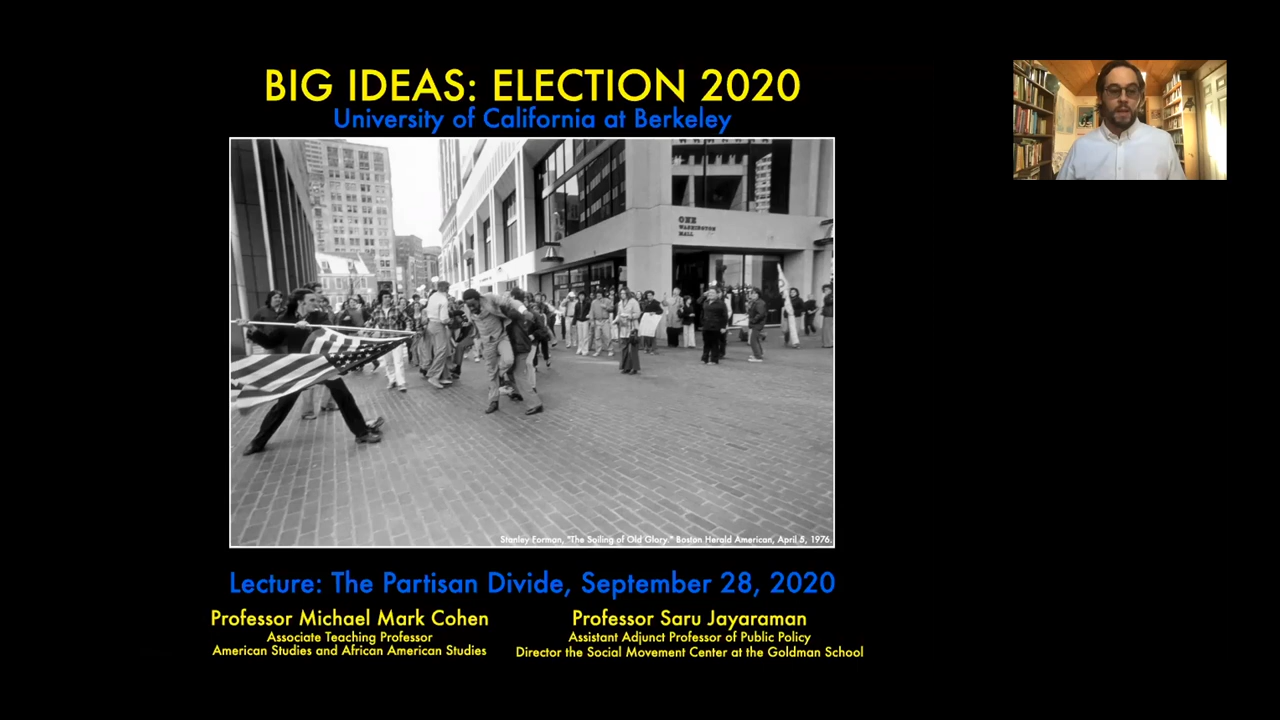 BIG IDEAS: ELECTION 2020
University of California at Berkeley
ONE
WASHINGTON
MALL
Stanley Forman, "The Soiling of Old Glory." Boston Herald American, April 5, 1976.
Lecture: The Partisan Divide, September 28, 2020
Professor Michael Mark Cohen
Associate Teaching Professor
American Studies and African American Studies
Professor Saru Jayaraman
Assistant Adjunct Professor of Public Policy
Director the Social Movement Center at the Goldman School